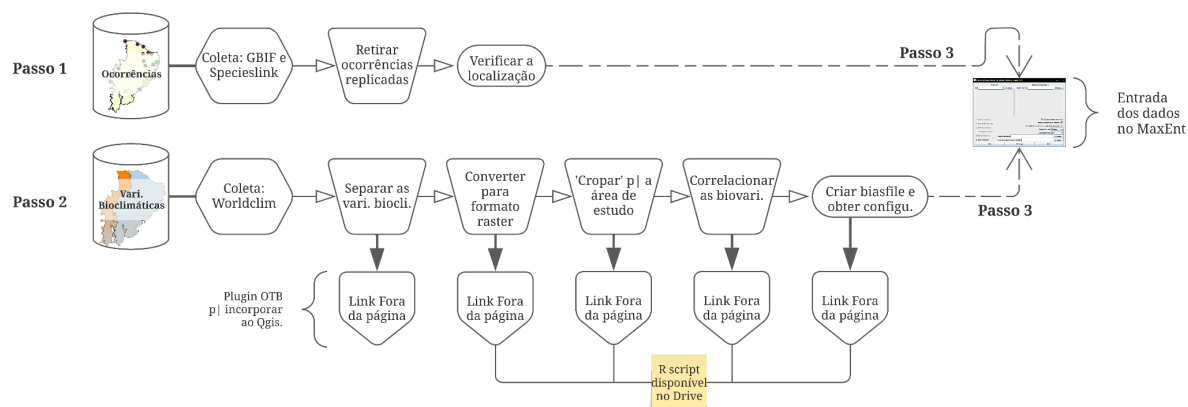 Passo 1
Ocorrências
Coleta: GBIF e
Specieslink
Retirar
ocorrências
replicadas
Verificar a
localização
Passo 3
Entrada
dos dados
no MaxEnt
Passo 2
Vari.
Bioclimáticas
Coleta:
Worldclim
Separar as
vari. biocli.
Converter
para
formato
raster
'Cropar' p| a
área de
estudo
Correlacionar
as biovari.
Criar biasfile e
obter configu.
Passo 3
Plugin OTB
p| incorporar
ao Qgis.
Link Fora
da página
Link Fora
da página
Link Fora
da página
Link Fora
da página
Link Fora
da página
R script
disponível
no Drive